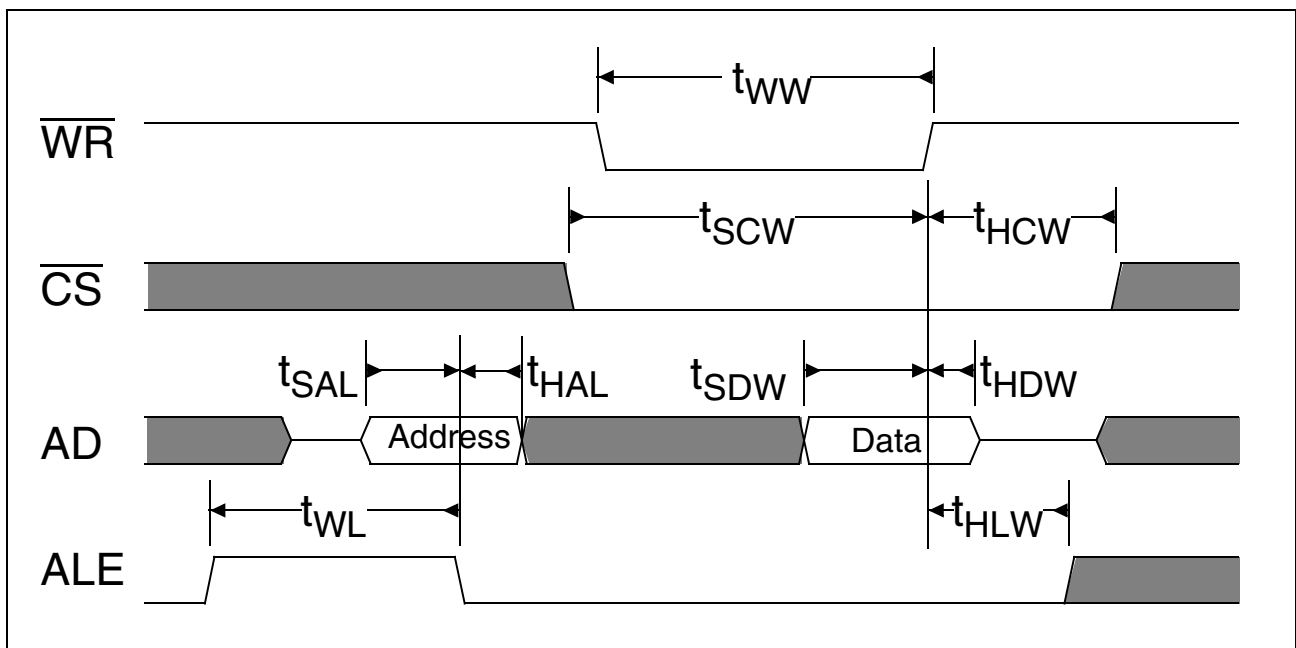 tWW
WR
tSCW tHCW
CS
tSAL tHAL tSDW tHDW
AD Address Data
tWL tHLW
ALE